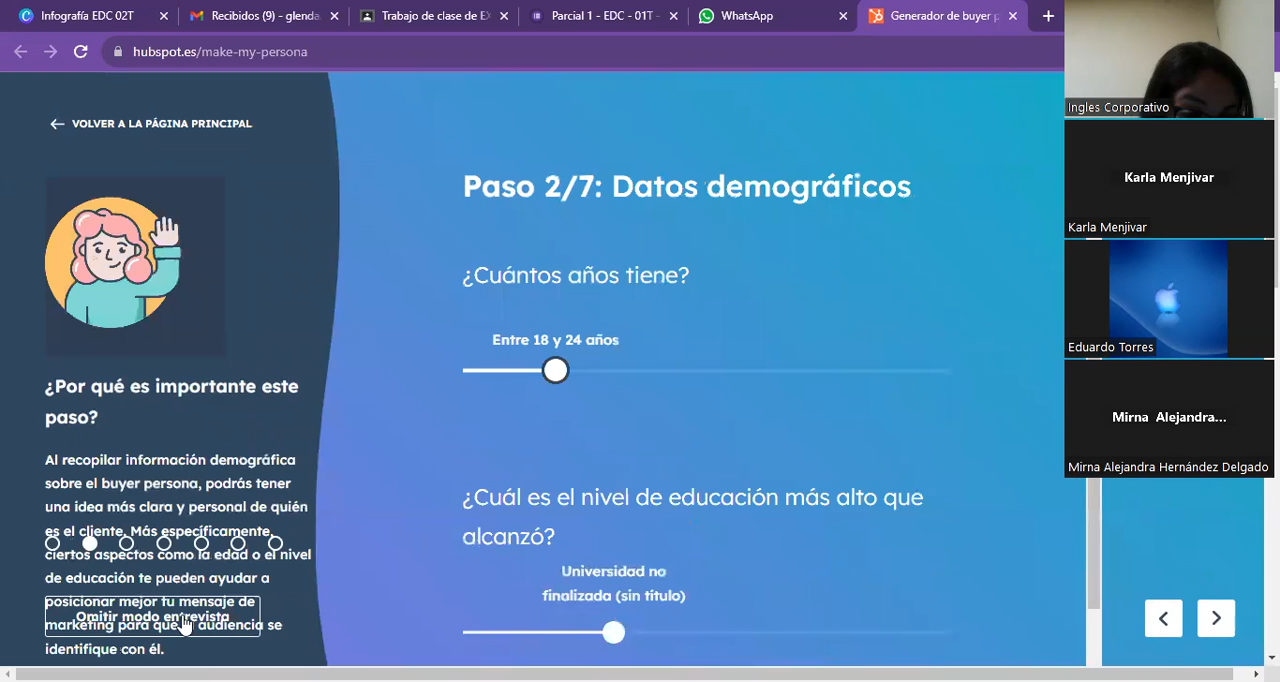 Infografía EDC 02T
Recibidos (9) - glenda.
Trabajo de clase de EX
Parcial 1 - EDC - 01T -
WhatsApp
Generador de buyer p
hubspot.es/make-my-persona
VOLVER A LA PÁGINA PRINCIPAL
¿Por qué es importante este
paso?
Al recopilar información demográfica
sobre el buyer persona, podrás tener
una idea más clara y personal de quién
es el cliente. Más específicamente,
ciertos aspectos como la edad o el nivel
de educación te pueden ayudar a
posicionar mejor tu mensaje de
Omitir modo entrevista
marketing para que audiencia se
identifique con él.
Paso 2/7: Datos demográficos
¿Cuántos años tiene?
Entre 18 y 24 años
¿Cuál es el nivel de educación más alto que
alcanzó?
Universidad no
finalizada (sin título)
Ingles Corporativo
Karla Menjivar
Karla Menjivar
Eduardo Torres
Mirna Alejandra...
Mirna Alejandra Hernández Delgado